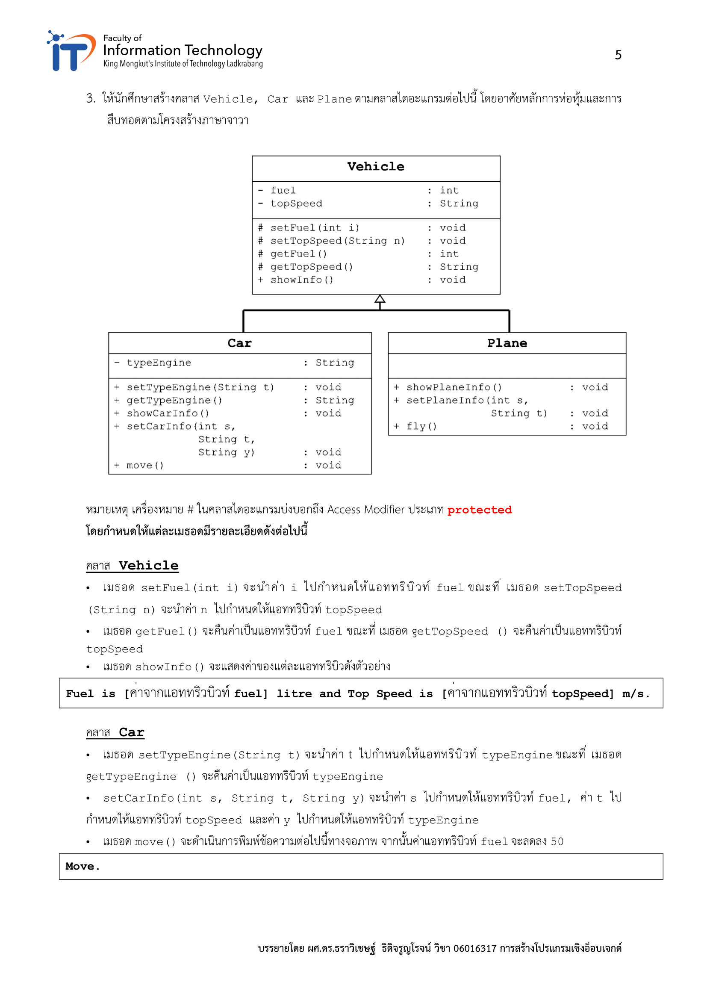 Faculty of
Information Technology
King Mongkut's Institute of Technology Ladkrabang
5
3. ให้นักศึกษาสร้างคลาส Vehicle, Car และ Plane ตามคลาสไดอะแกรมต่อไปนี้ โดยอาศัยหลักการห่อหุ้มและการ
สืบทอดตามโครงสร้างภาษาจาวา
Vehicle
- fuel : int
- topSpeed : String
# setFuel(int i) : void
# setTopSpeed(String n) : void
# getFuel() : int
# getTopSpeed() : String
+ showInfo() : void
Car
- typeEngine : String
+ setTypeEngine(String t) : void
+ getTypeEngine() : String
+ showCarInfo() : void
+ setCarInfo(int s,
String t,
String y) : void
+ move() : void
Plane
+ showPlaneInfo() : void
+ setPlaneInfo(int s,
String t) : void
+ fly() : void
หมายเหตุ เครื่องหมาย # ในคลาสไดอะแกรมบ่งบอกถึง Access Modifier ประเภท protected
โดยกำหนดให้แต่ละเมธอดมีรายละเอียดดังต่อไปนี้
คลาส Vehicle
• เมธอด setFuel(int i) จะนำค่า i ไปกำหนดให้แอททริบิวท์ fuel ขณะที่ เมธอด setTopSpeed
(String n) จะนำค่า n ไปกำหนดให้แอททริบิวท์ topSpeed
• เมธอด getFuel() จะคืนค่าเป็นแอททริบิวท์ fuel ขณะที่ เมธอด getTopSpeed () จะคืนค่าเป็นแอททริบิวท์
topSpeed
• เมธอด showInfo() จะแสดงค่าของแต่ละแอททริบิวดังตัวอย่าง
Fuel is [ค่าจากแอททริวบิวท์ fuel] litre and Top Speed is [ค่าจากแอททริวบิวท์ topSpeed] m/s.
คลาส Car
• เมธอด setTypeEngine(String t) จะนำค่า t ไปกำหนดให้แอททริบิวท์ typeEngine ขณะที่ เมธอด
getTypeEngine () จะคืนค่าเป็นแอททริบิวท์ typeEngine
• setCarInfo(int s, String t, String y) จะนำค่า s ไปกำหนดให้แอททริบิวท์ fuel, ค่า t ไป
กำหนดให้แอททริบิวท์ topSpeed และค่า y ไปกำหนดให้แอททริบิวท์ typeEngine
• เมธอด move() จะดำเนินการพิมพ์ข้อความต่อไปนี้ทางจอภาพ จากนั้นค่าแอททริบิวท์ fuel จะลดลง 50
Move.
บรรยายโดย ผศ.ดร.ธราวิเชษฐ์ ธิติจรูญโรจน์ วิชา 06016317 การสร้างโปรแกรมเชิงอ็อบเจกต์